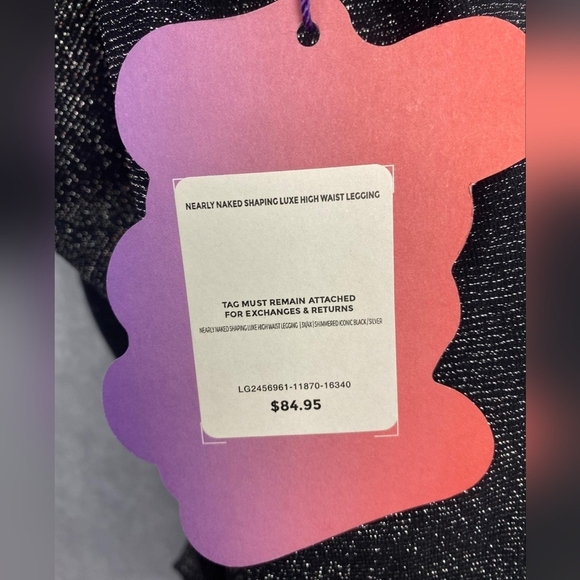 NEARLY NAKED SHAPING LUXE HIGH WAIST LEGGING
TAG MUST REMAIN ATTACHED
FOR EXCHANGES & RETURNS
NEARLY NAKED SHAPING LUXE HIGH WAIST LEGGING | 3X/4X | SHIMMERED ICONIC BLACK / SILVER
LG2456961-11870-16340
$84.95